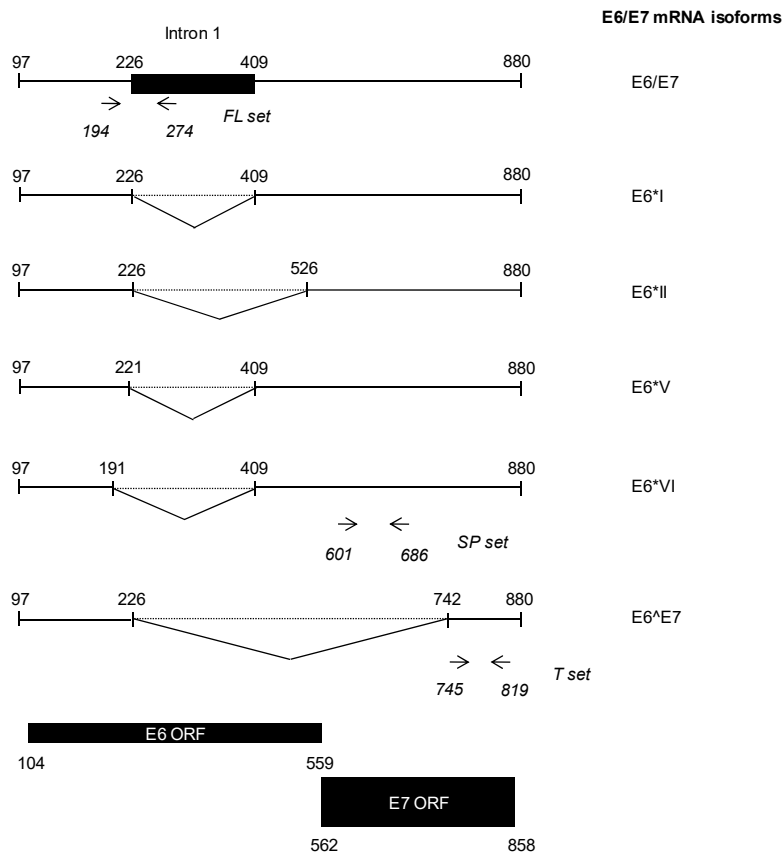 E6/E7 mRNA isoforms
Intron 1
97 226 409 880
E6/E7
194 274 FL set
97 226 409 880
E6*I
97 226 526 880
E6*II
97 221 409 880
E6*V
97 191 409 880
E6*VI
601 686 SP set
97 226 742 880
E6^E7
745 819 T set
E6 ORF
104 559
E7 ORF
562 858